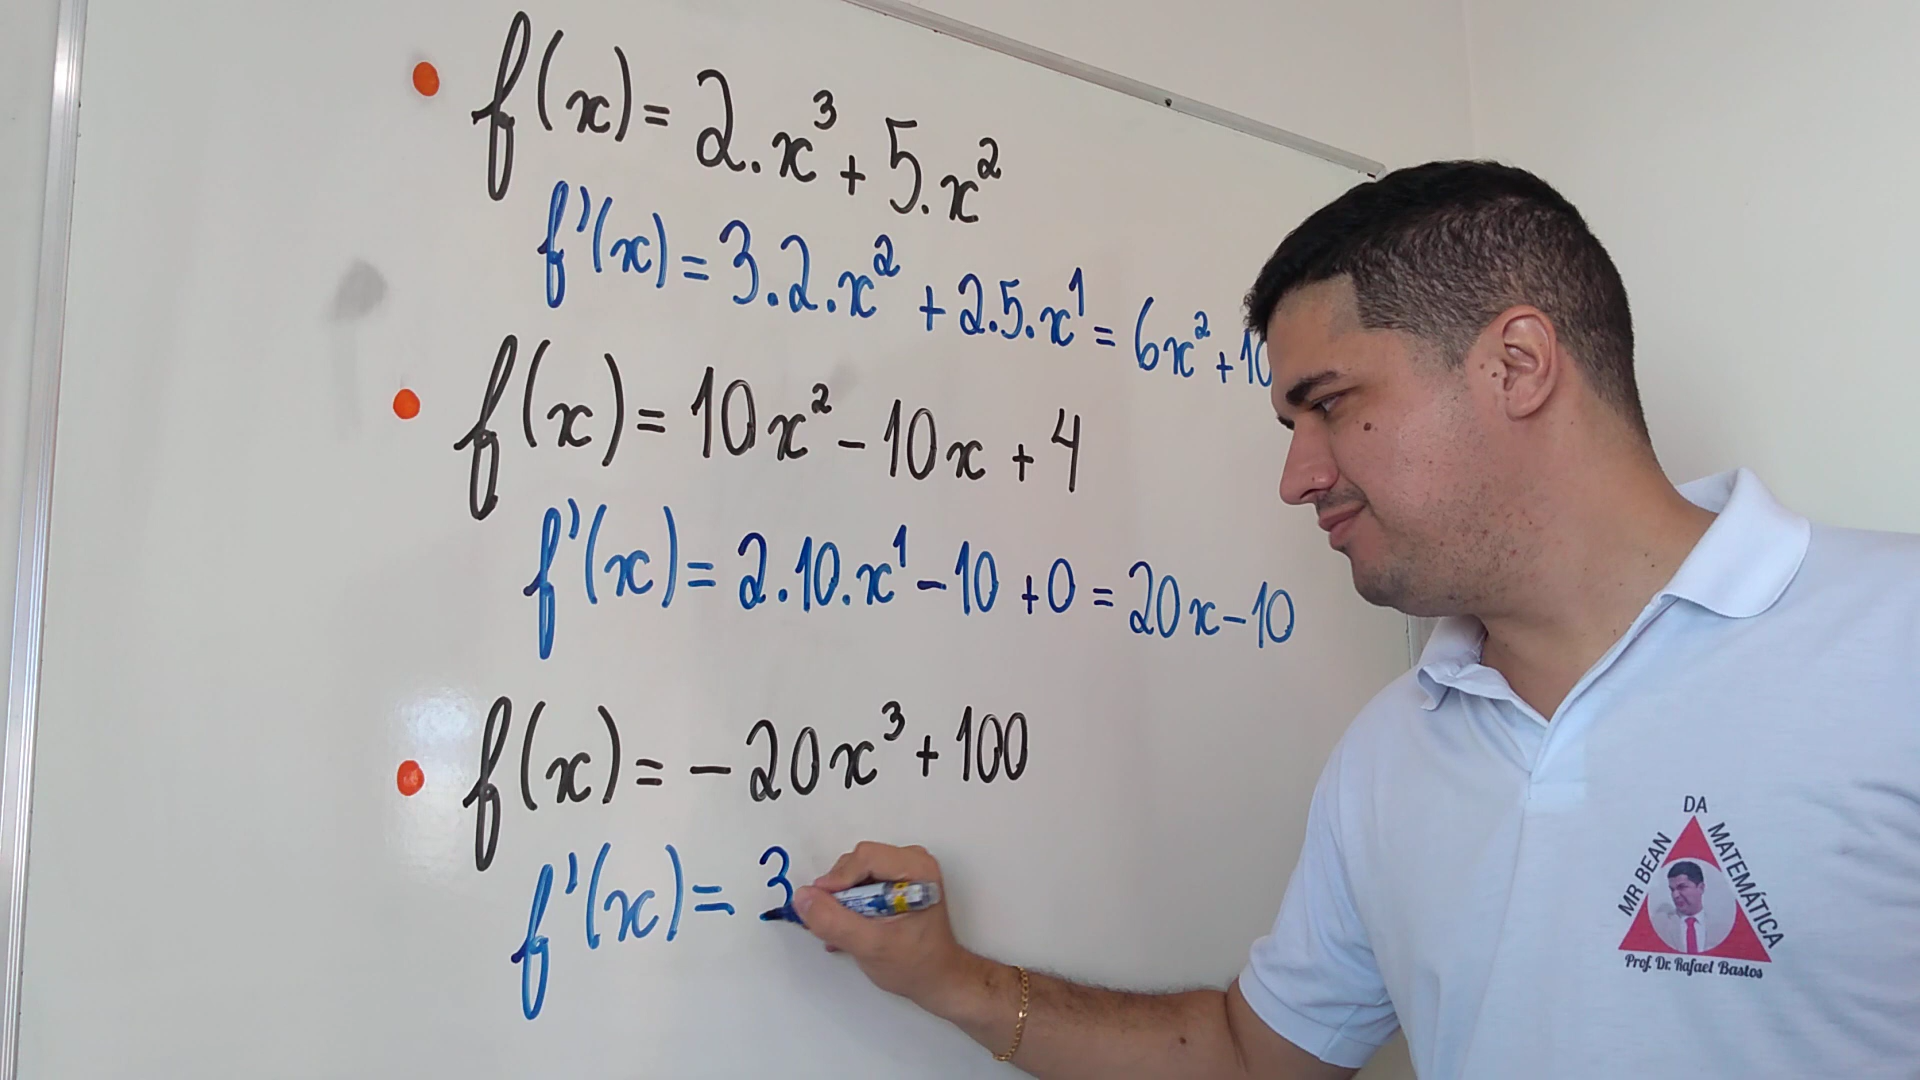 f(x) = 2.x³ + 5.x²
f'(x) = 3.2.x² + 2.5.x¹ = 6x² + 10
f(x) = 10x² - 10x + 4
f'(x) = 2.10.x¹ - 10 + 0 = 20x - 10
f(x) = - 20x³ + 100
f'(x) = 3
MR BEAN DA MATEMÁTICA
Prof. Dr. Rafael Bastos